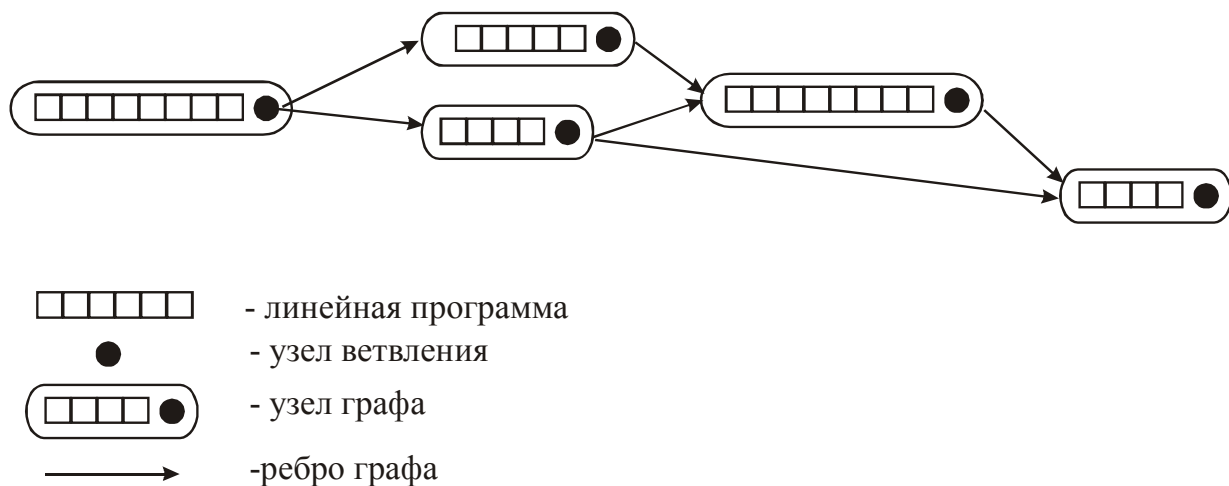 - линейная программа
- узел ветвления
- узел графа
-ребро графа